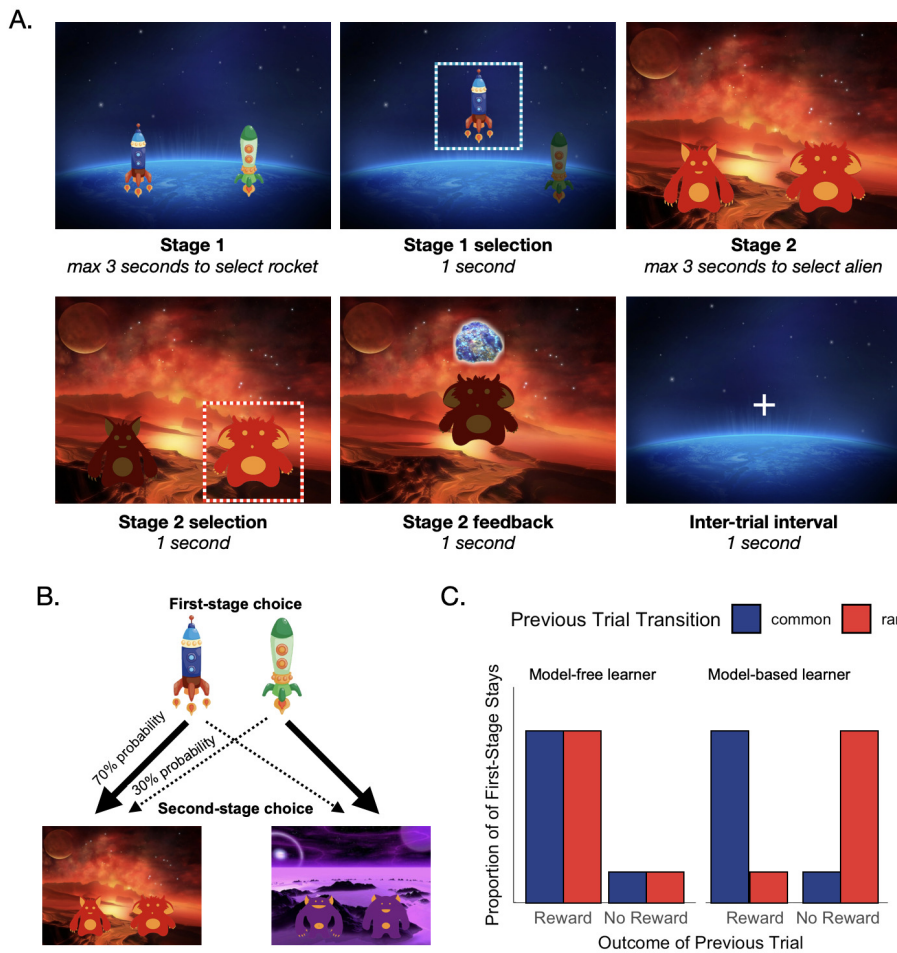 A.
Stage 1
max 3 seconds to select rocket
Stage 1 selection
1 second
Stage 2
max 3 seconds to select alien
Stage 2 selection
1 second
Stage 2 feedback
1 second
Inter-trial interval
1 second
B.
First-stage choice
70% probability
30% probability
Second-stage choice
C.
Previous Trial Transition
common
Model-free learner
Model-based learner
Proportion of of First-Stage Stays
Reward
No Reward
Reward
No Reward
Outcome of Previous Trial